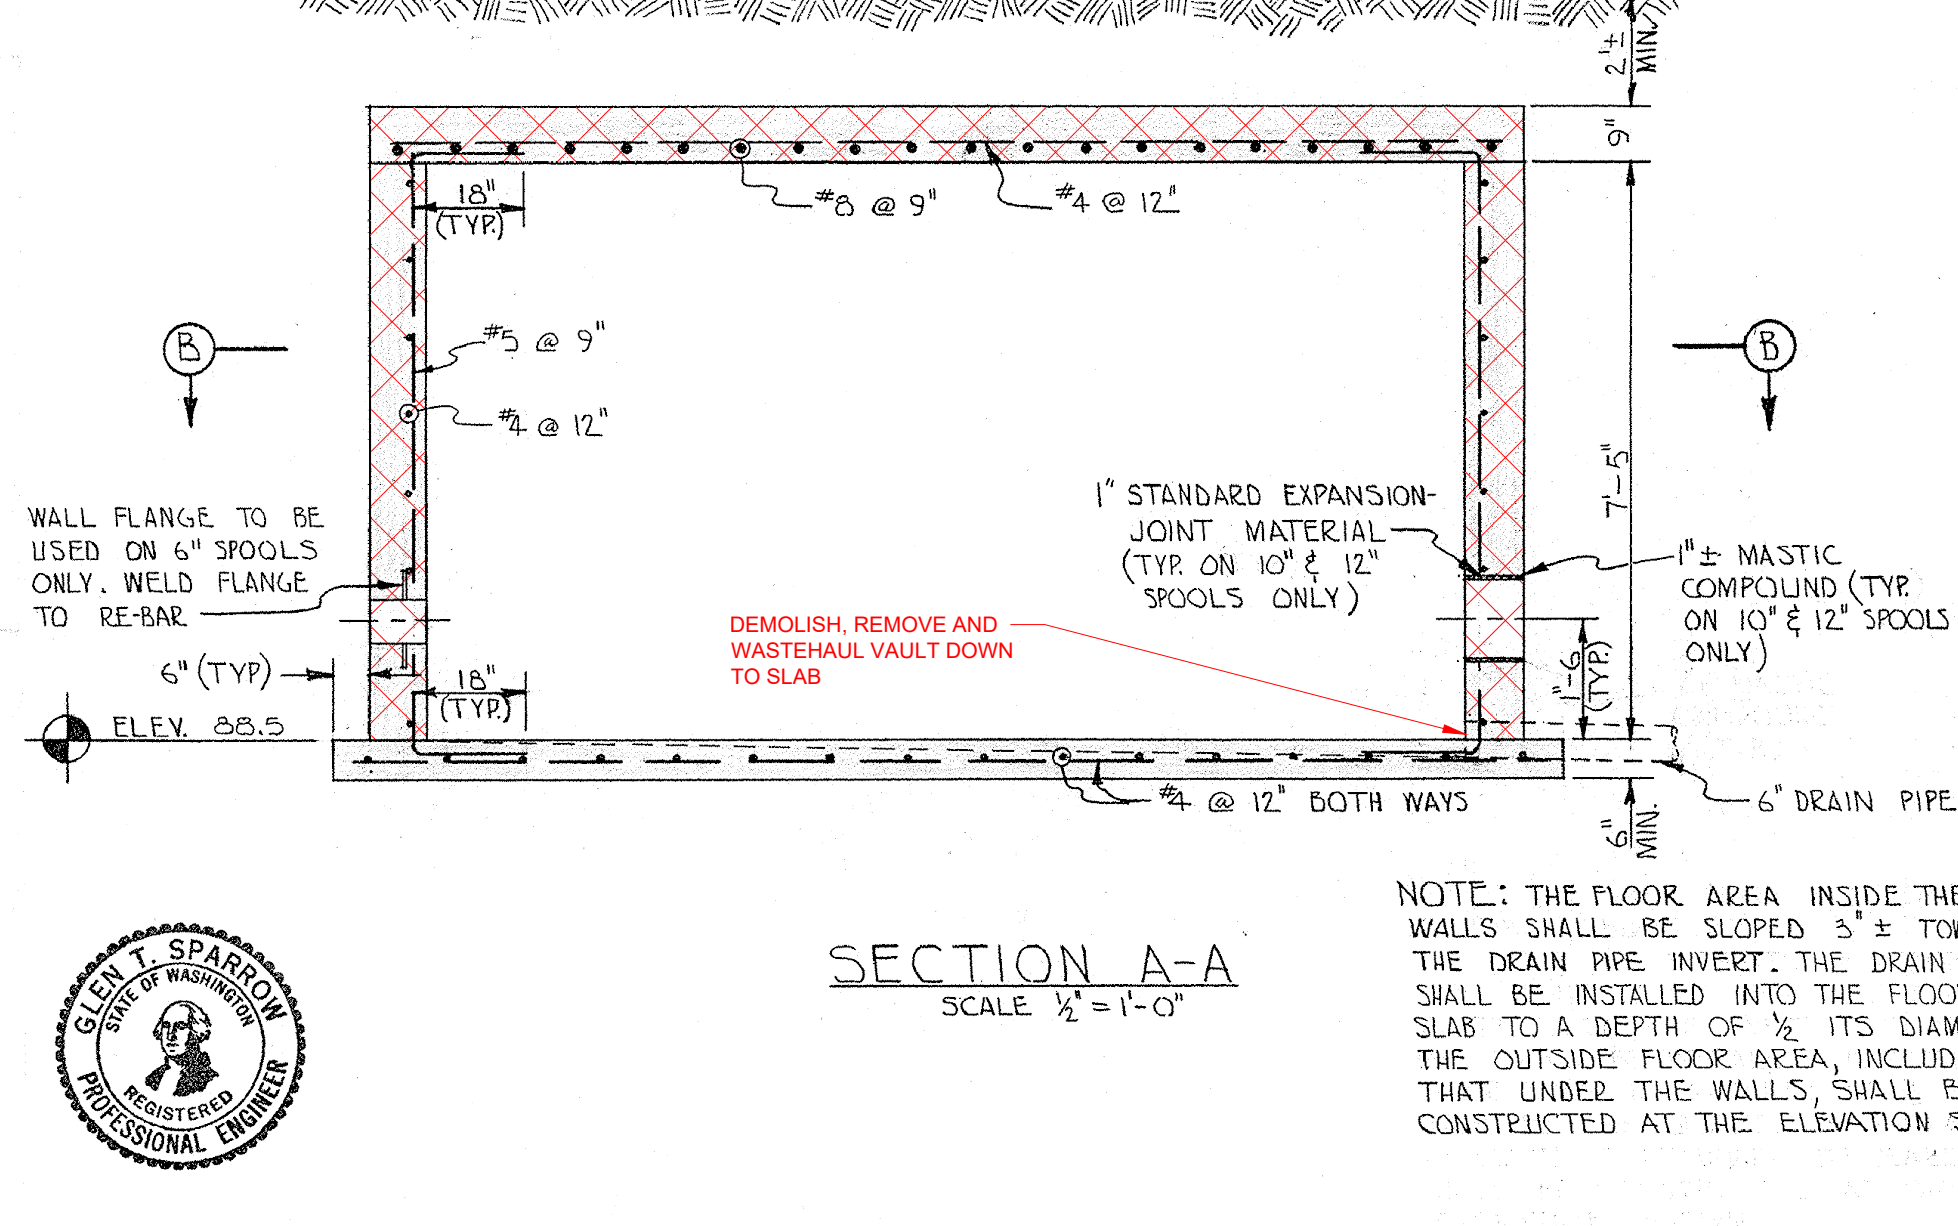 2'±
MIN.
9"
18"
(TYP.)
#8 @ 9"
#4 @ 12"
B
B
#5 @ 9"
#4 @ 12"
7'-5"
WALL FLANGE TO BE
USED ON 6" SPOOLS
ONLY. WELD FLANGE
TO RE-BAR
1" STANDARD EXPANSION-
JOINT MATERIAL
(TYP. ON 10" & 12"
SPOOLS ONLY)
1"± MASTIC
COMPOUND (TYP.
ON 10" & 12" SPOOLS
ONLY)
DEMOLISH, REMOVE AND
WASTEHAUL VAULT DOWN
TO SLAB
6" (TYP)
18"
(TYP.)
1'-6
(TYP.)
ELEV. 88.5
#4 @ 12" BOTH WAYS
6" DRAIN PIPE
6"
MIN.
SECTION A-A
SCALE ½" = 1'-0"
NOTE: THE FLOOR AREA INSIDE THE
WALLS SHALL BE SLOPED 3" ±
THE DRAIN PIPE INVERT. THE DRAIN
SHALL BE INSTALLED INTO THE
SLAB TO A DEPTH OF ½ ITS
THE OUTSIDE FLOOR AREA,
THAT UNDER THE WALLS, SHALL
CONSTRUCTED AT THE ELEVATION
GLEN T. SPARROW
STATE OF WASHINGTON
REGISTERED
PROFESSIONAL ENGINEER